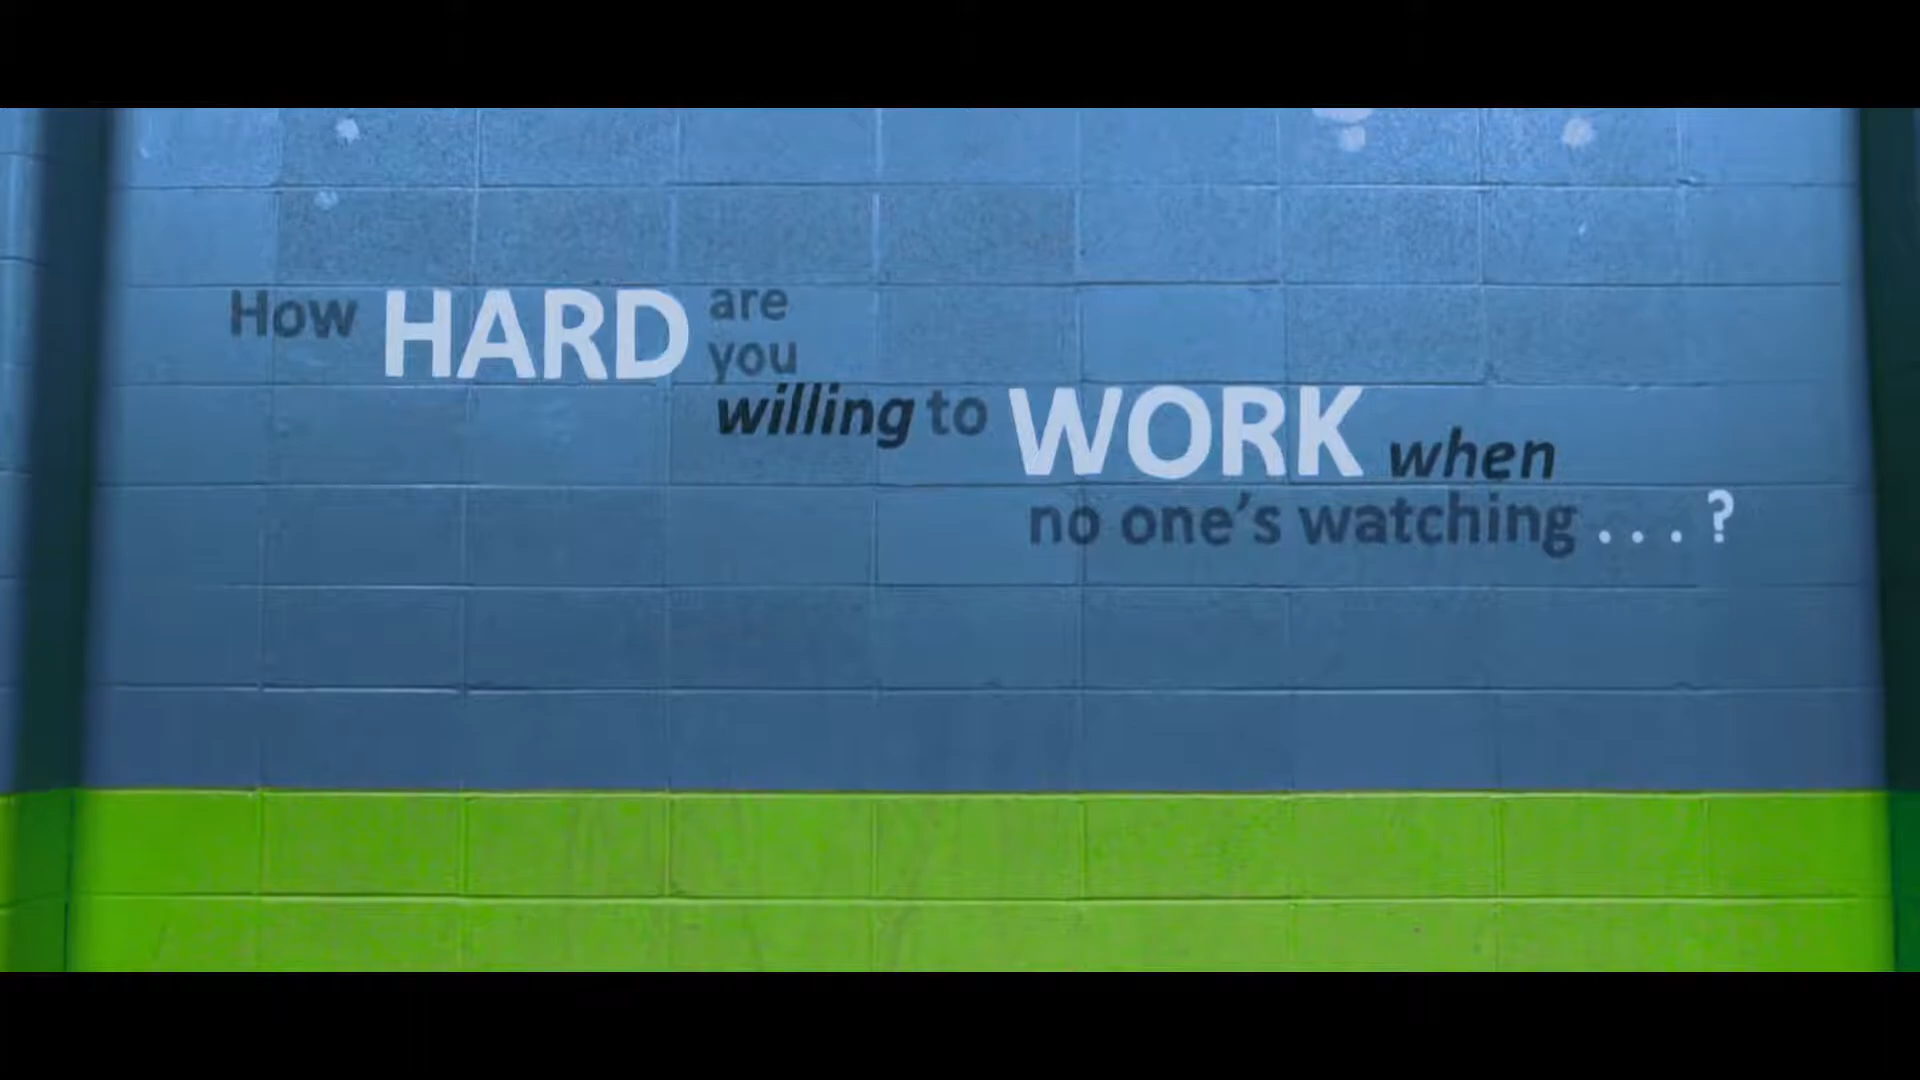 How HARD are
you
willing to WORK when
no one's watching . . . ?